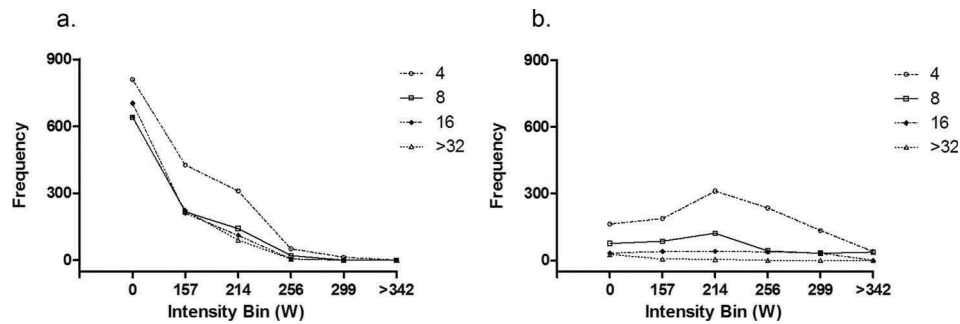 a.
900
600
300
0
Frequency
0 157 214 256 299 >342
Intensity Bin (W)
4
8
16
>32
b.
900
600
300
0
Frequency
0 157 214 256 299 >342
Intensity Bin (W)
4
8
16
>32